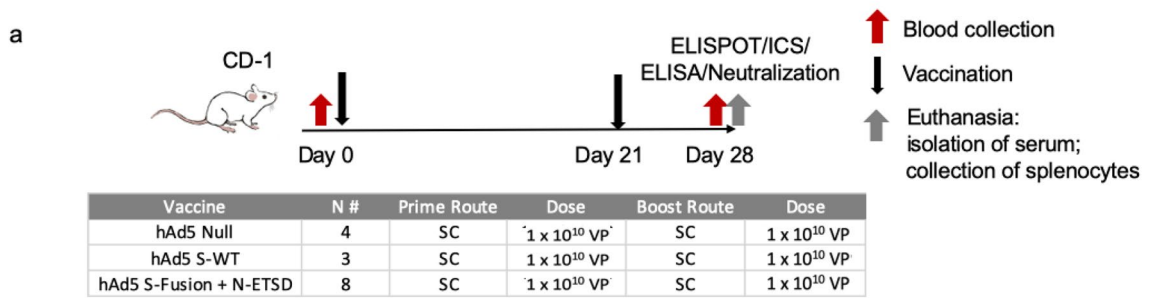 a
CD-1
ELISPOT/ICS/
ELISA/Neutralization
Day 0
Day 21
Day 28
Blood collection
Vaccination
Euthanasia:
isolation of serum;
collection of splenocytes
Vaccine N # Prime Route Dose Boost Route Dose
hAd5 Null 4 SC 1 x 10¹⁰ VP SC 1 x 10¹⁰ VP
hAd5 S-WT 3 SC 1 x 10¹⁰ VP SC 1 x 10¹⁰ VP
hAd5 S-Fusion + N-ETSD 8 SC 1 x 10¹⁰ VP SC 1 x 10¹⁰ VP